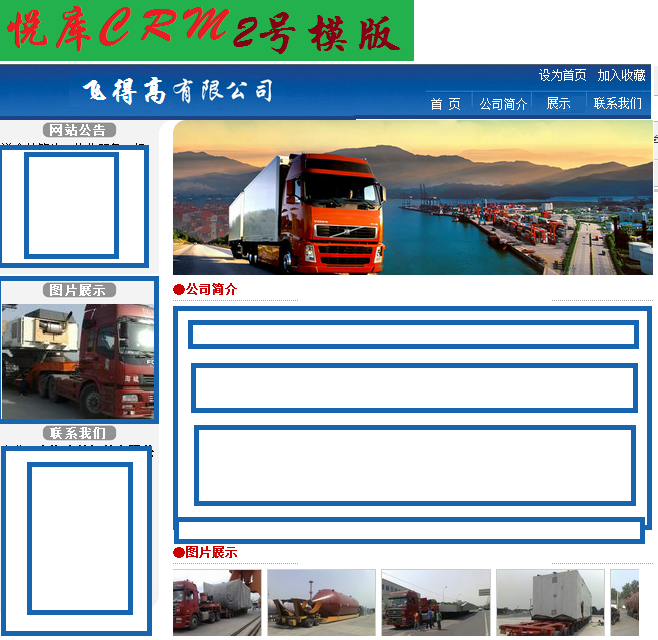 悦库CRM2号模版
设为首页 加入收藏
飞得高有限公司
首 页 公司简介 展示 联系我们
网站公告
图片展示
联系我们
●公司简介
●图片展示